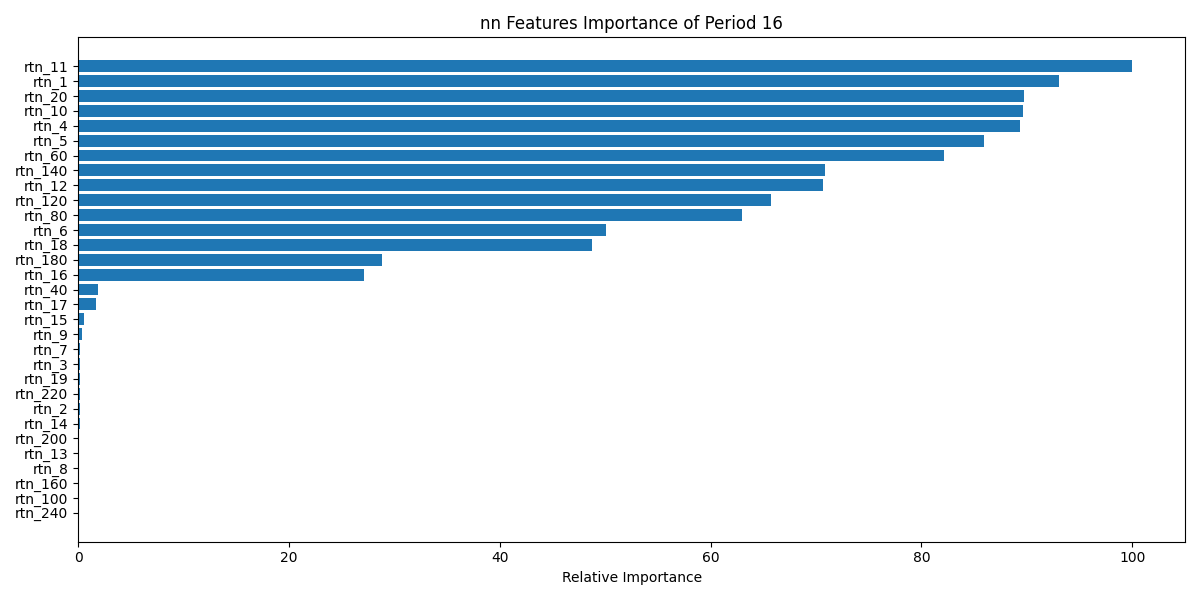 nn Features Importance of Period 16
rtn_11
rtn_1
rtn_20
rtn_10
rtn_4
rtn_5
rtn_60
rtn_140
rtn_12
rtn_120
rtn_80
rtn_6
rtn_18
rtn_180
rtn_16
rtn_40
rtn_17
rtn_15
rtn_9
rtn_7
rtn_3
rtn_19
rtn_220
rtn_2
rtn_14
rtn_200
rtn_13
rtn_8
rtn_160
rtn_100
rtn_240
0 20 40 60 80 100
Relative Importance